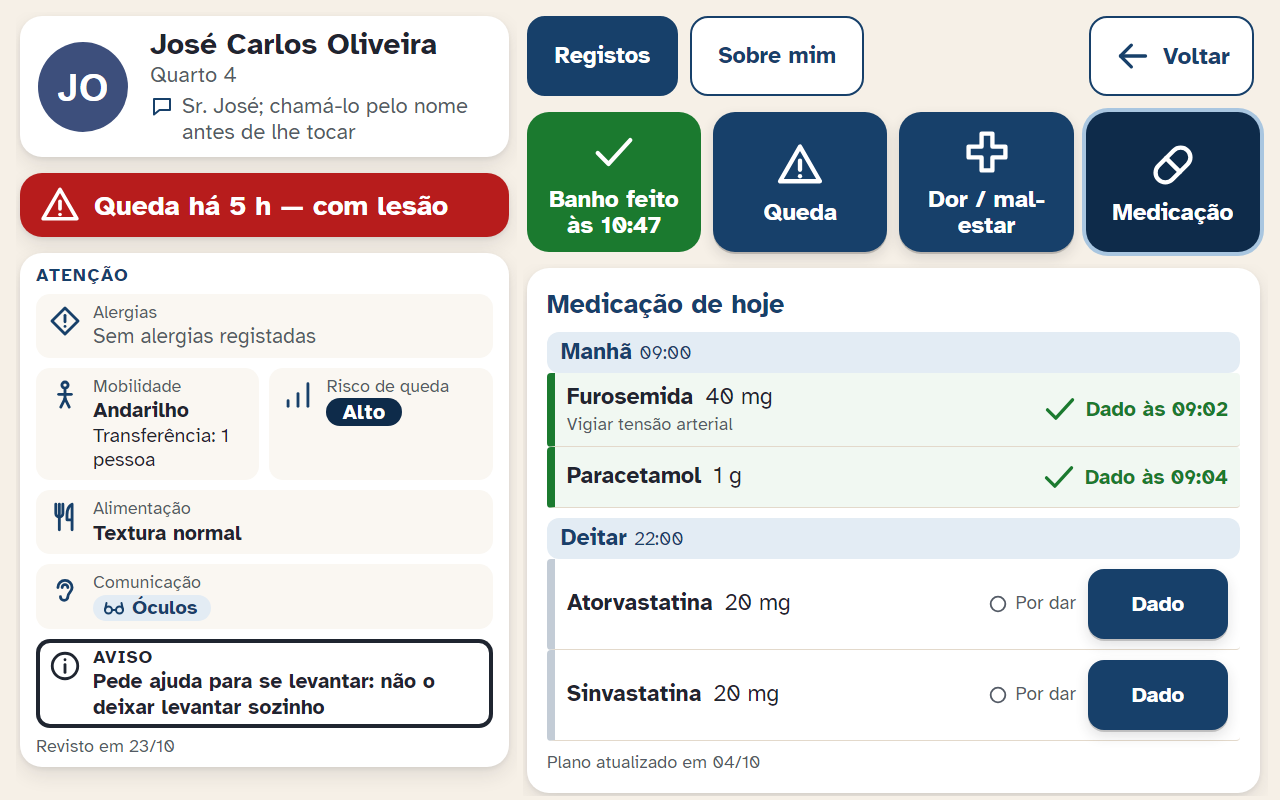 JO
José Carlos Oliveira
Quarto 4
Sr. José; chamá-lo pelo nome
antes de lhe tocar
Queda há 5 h — com lesão
ATENÇÃO
Alergias
Sem alergias registadas
Mobilidade
Andarilho
Transferência: 1
pessoa
Risco de queda
Alto
Alimentação
Textura normal
Comunicação
Óculos
AVISO
Pede ajuda para se levantar: não o
deixar levantar sozinho
Revisto em 23/10
Registos
Sobre mim
Voltar
Banho feito
às 10:47
Queda
Dor / mal-
estar
Medicação
Medicação de hoje
Manhã 09:00
Furosemida 40 mg
Vigiar tensão arterial
Dado às 09:02
Paracetamol 1 g
Dado às 09:04
Deitar 22:00
Atorvastatina 20 mg
Por dar
Dado
Sinvastatina 20 mg
Por dar
Dado
Plano atualizado em 04/10